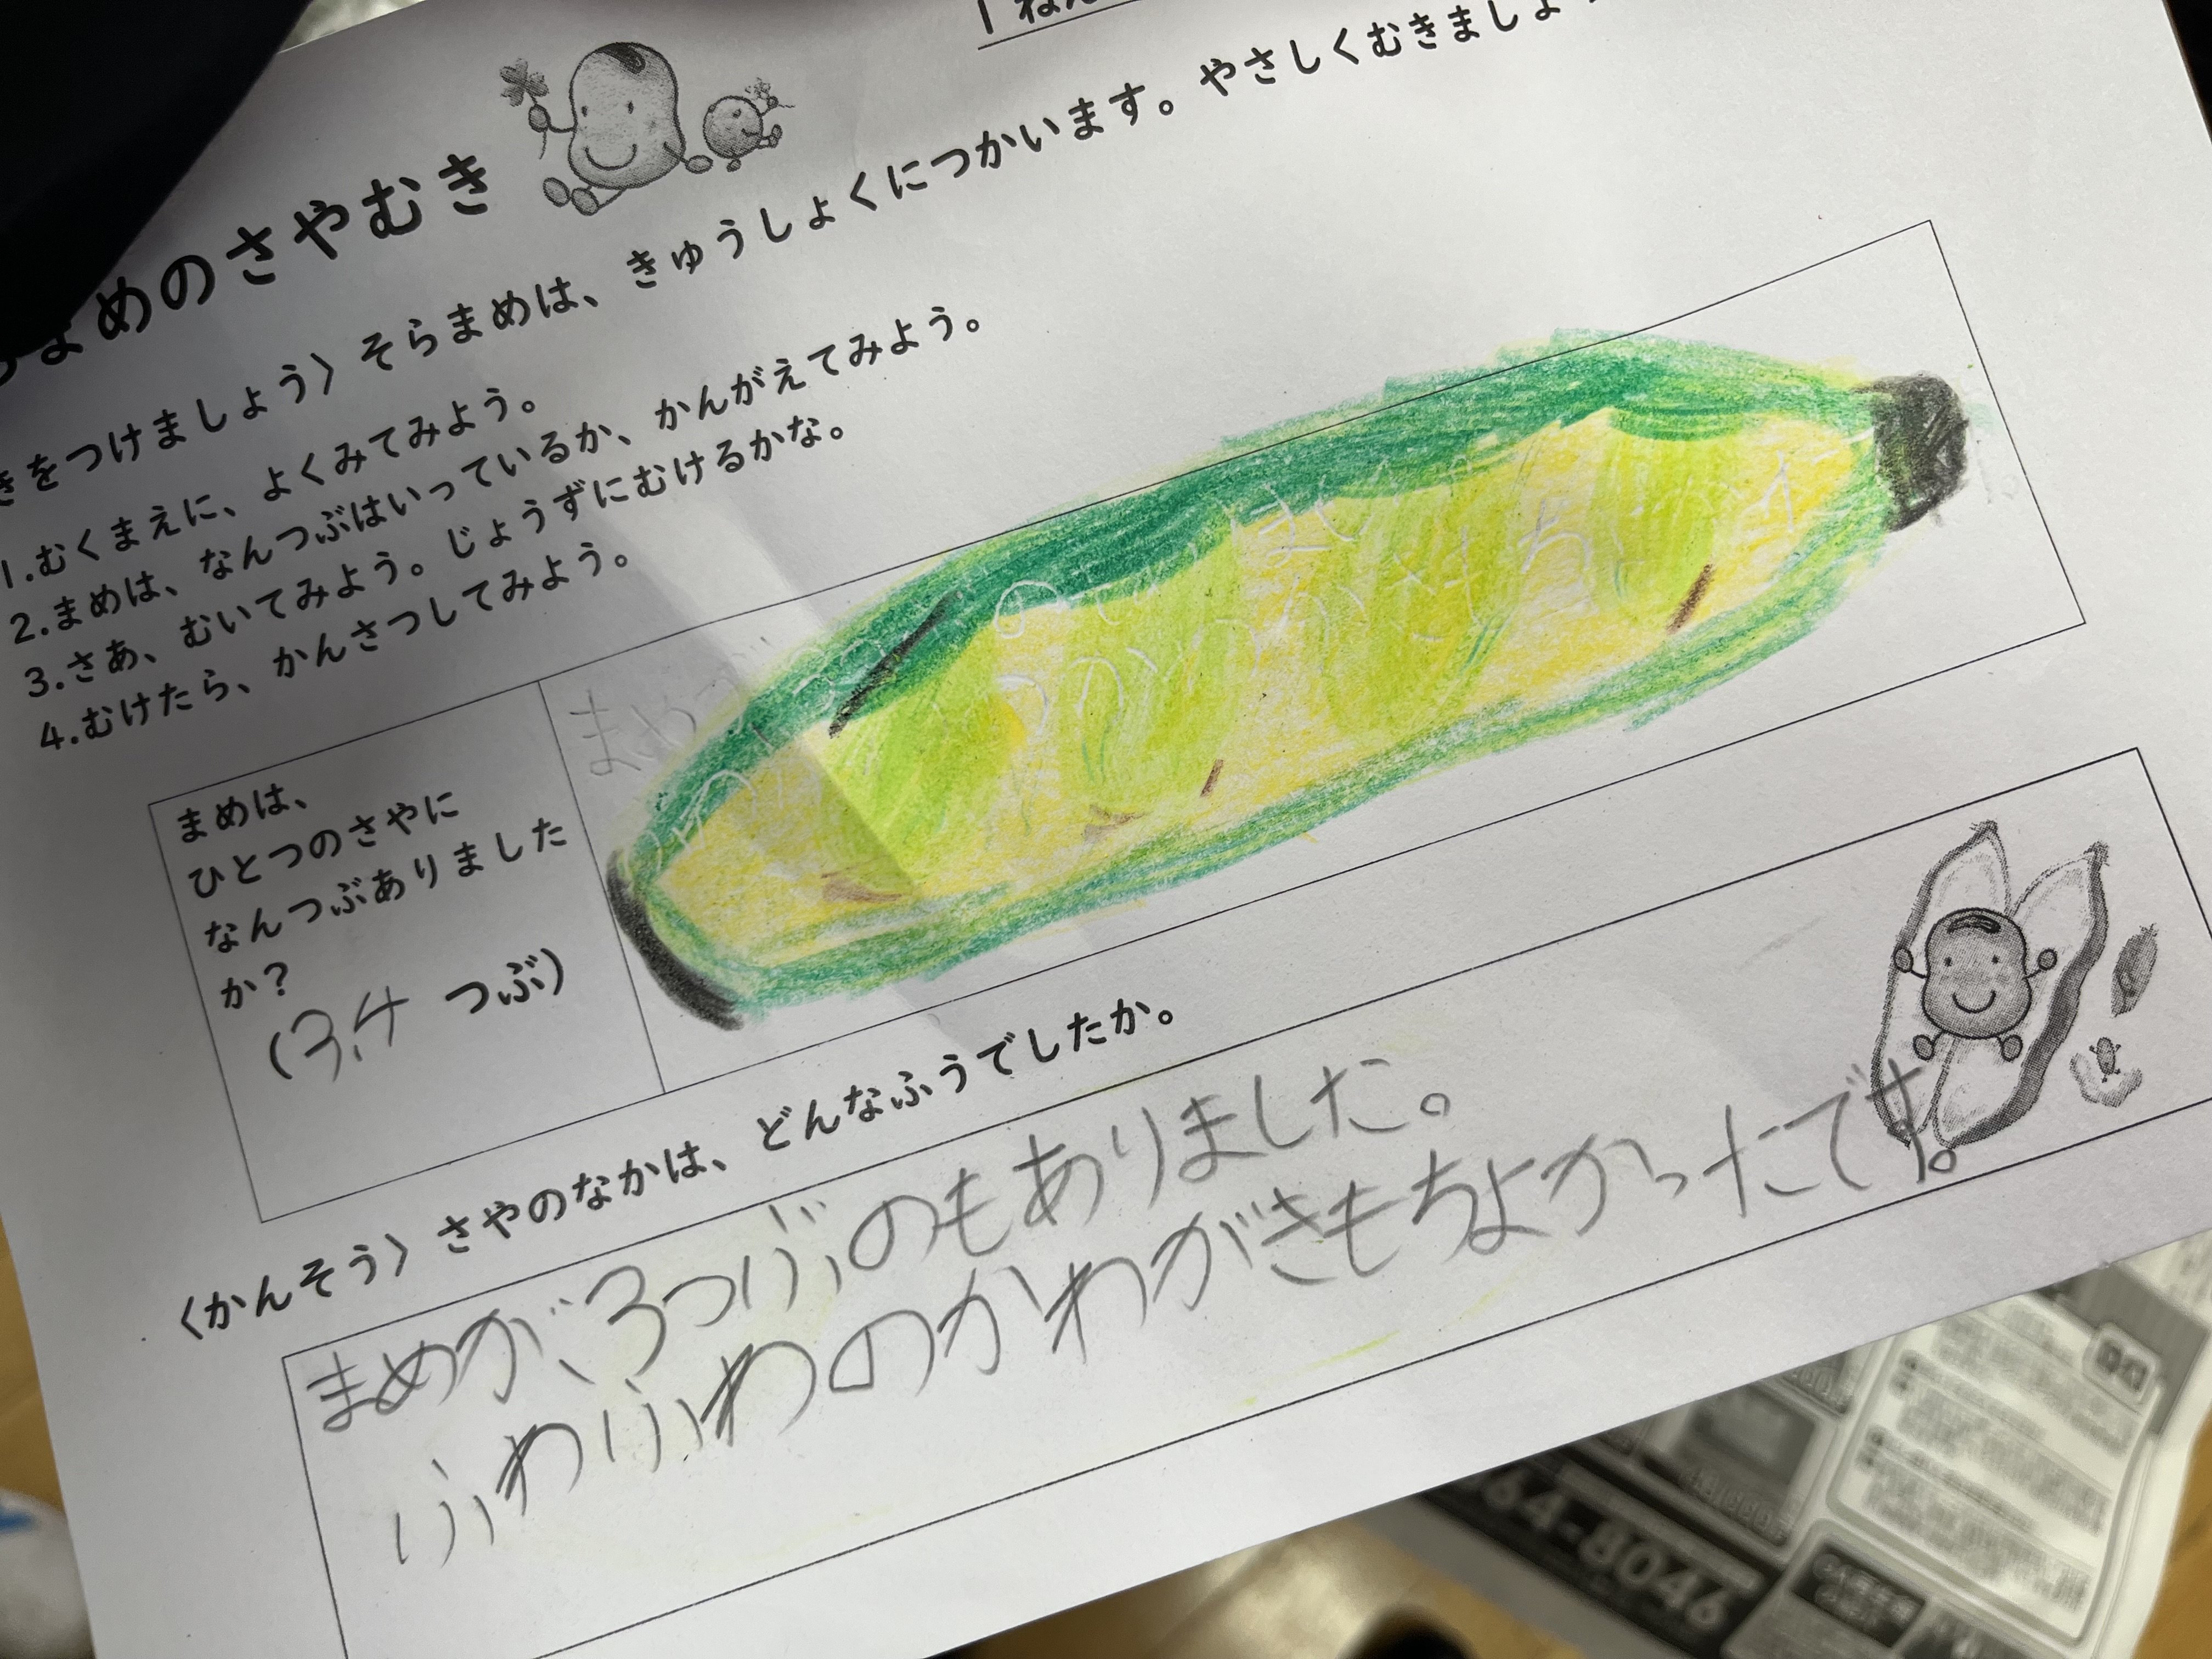 1ねん
まめのさやむき
きをつけましょう〉そらまめは、きゅうしょくにつかいます。やさしくむきましょ
1.むくまえに、よくみてみよう。
2.まめは、なんつぶはいっているか、かんがえてみよう。
3.さあ、むいてみよう。じょうずにむけるかな。
4.むけたら、かんさつしてみよう。
まめは、
ひとつのさやに
なんつぶありました
か？
(3.4 つぶ)
〈かんそう〉さやのなかは、どんなふうでしたか。
まめが、3つぶのもありました。
ふわふわのかわがきもちよかったです。
64-8046